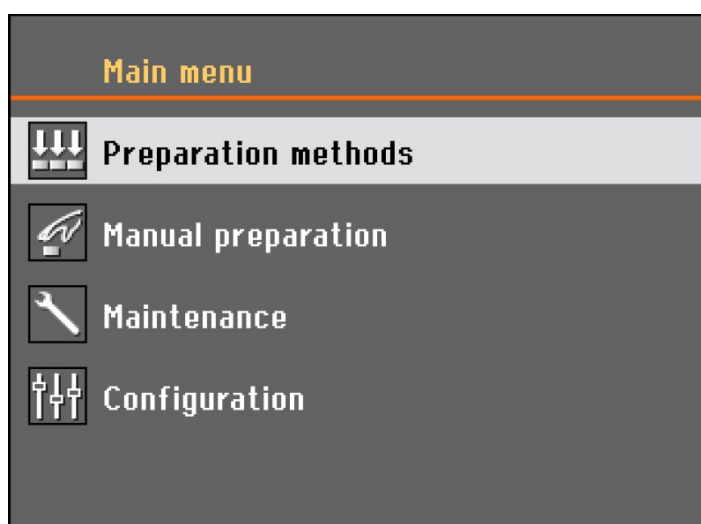 Main menu
Preparation methods
Manual preparation
Maintenance
Configuration